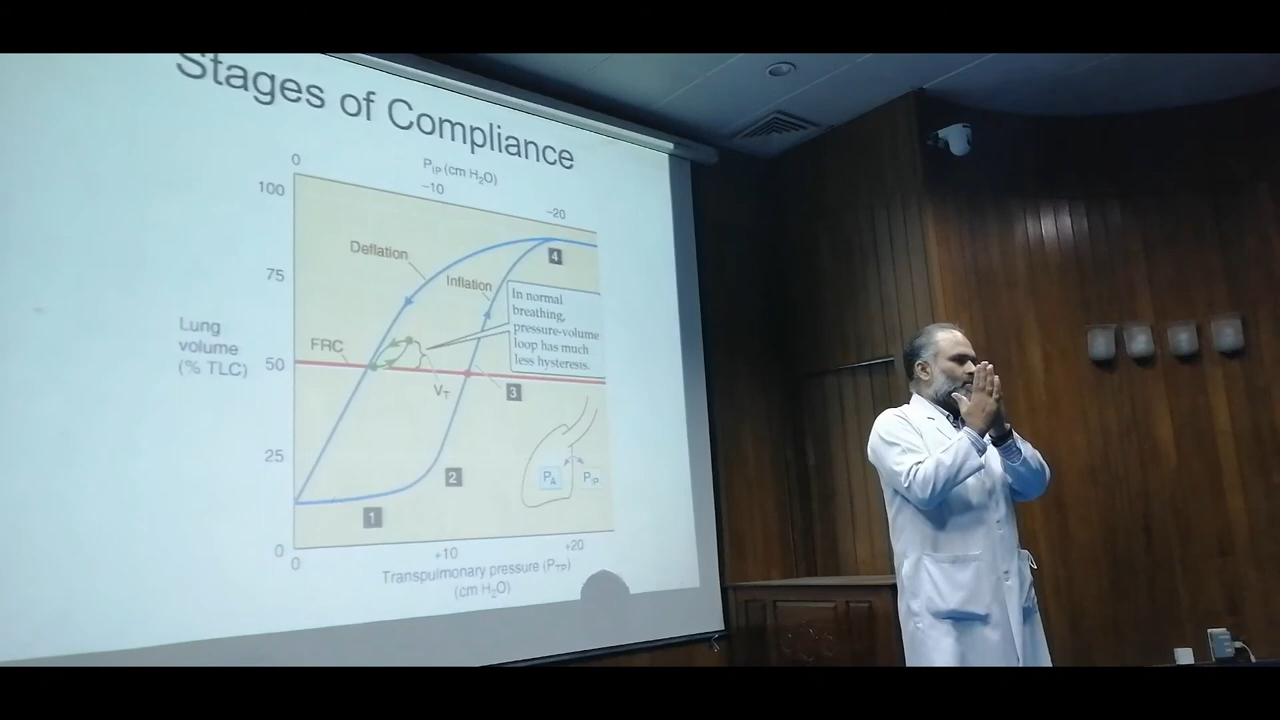 Stages of Compliance
0
P_IP (cm H₂O)
−10
−20
100
75
50
25
0
Lung
volume
(% TLC)
Deflation
Inflation
4
In normal
breathing,
pressure-volume
loop has much
less hysteresis.
FRC
V_T
3
2
1
P_A
P_IP
0
+10
+20
Transpulmonary pressure (P_TP)
(cm H₂O)